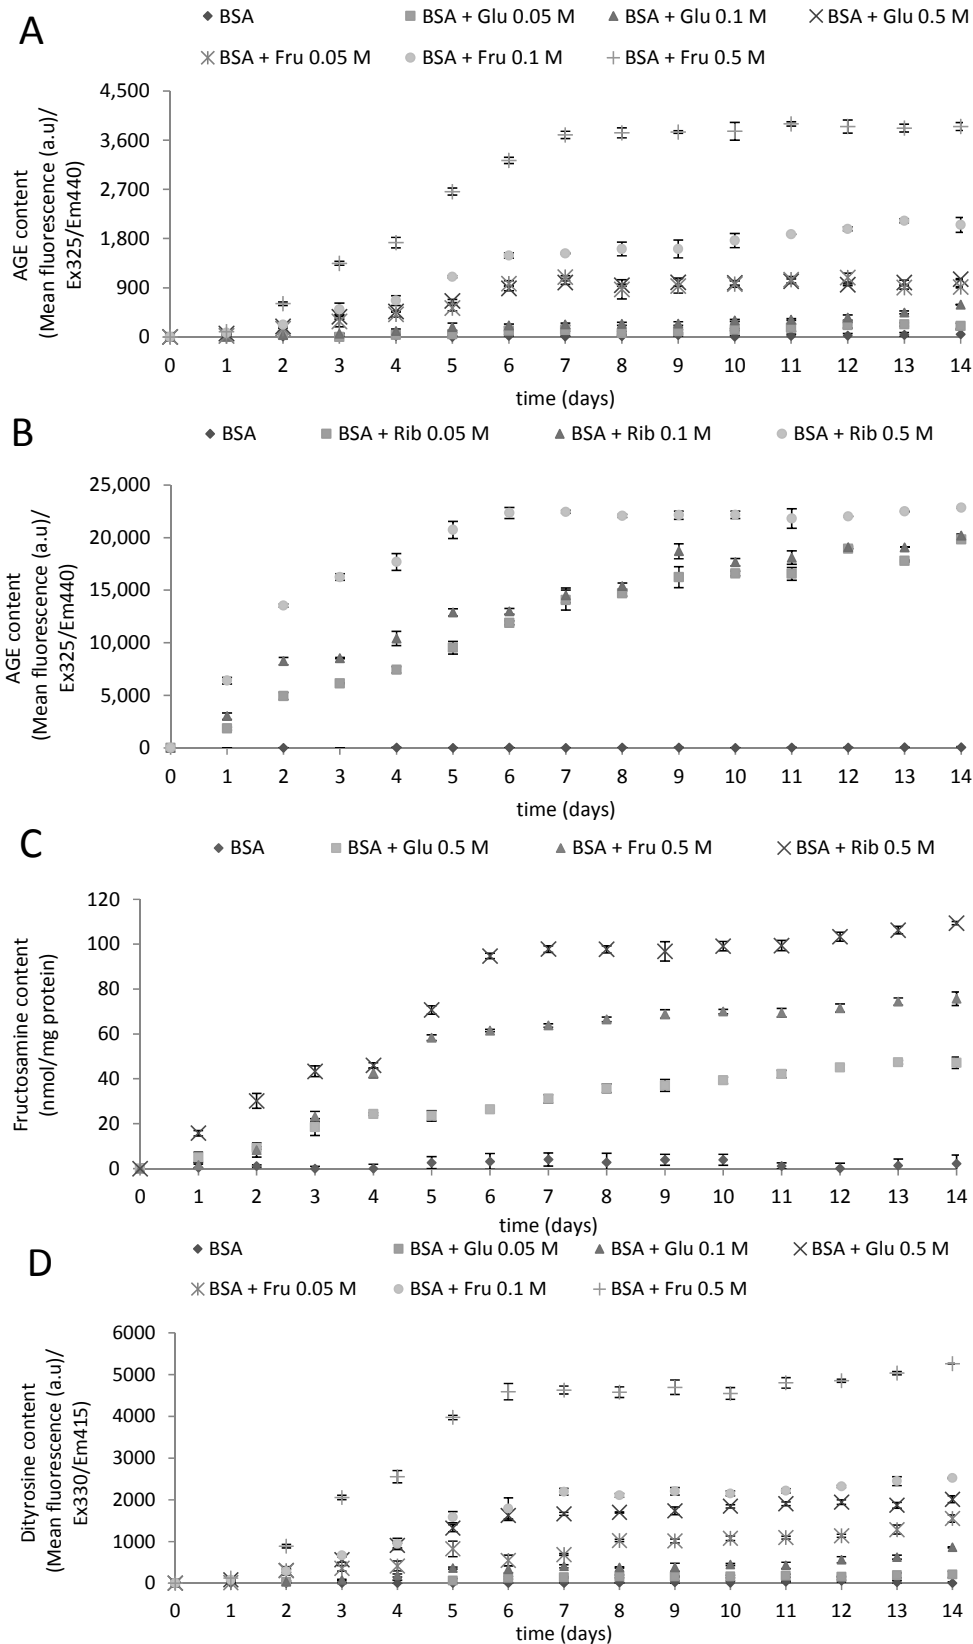 A
BSA
BSA + Glu 0.05 M
BSA + Glu 0.1 M
BSA + Glu 0.5 M
BSA + Fru 0.05 M
BSA + Fru 0.1 M
BSA + Fru 0.5 M
AGE content
(Mean fluorescence (a.u)/
Ex325/Em440)
4,500
3,600
2,700
1,800
900
0
0 1 2 3 4 5 6 7 8 9 10 11 12 13 14
time (days)
B
BSA
BSA + Rib 0.05 M
BSA + Rib 0.1 M
BSA + Rib 0.5 M
AGE content
(Mean fluorescence (a.u)/
Ex325/Em440)
25,000
20,000
15,000
10,000
5,000
0
0 1 2 3 4 5 6 7 8 9 10 11 12 13 14
time (days)
C
BSA
BSA + Glu 0.5 M
BSA + Fru 0.5 M
BSA + Rib 0.5 M
Fructosamine content
(nmol/mg protein)
120
100
80
60
40
20
0
0 1 2 3 4 5 6 7 8 9 10 11 12 13 14
time (days)
D
BSA
BSA + Glu 0.05 M
BSA + Glu 0.1 M
BSA + Glu 0.5 M
BSA + Fru 0.05 M
BSA + Fru 0.1 M
BSA + Fru 0.5 M
Dityrosine content
(Mean fluorescence (a.u)/
Ex330/Em415)
6000
5000
4000
3000
2000
1000
0
0 1 2 3 4 5 6 7 8 9 10 11 12 13 14
time (days)